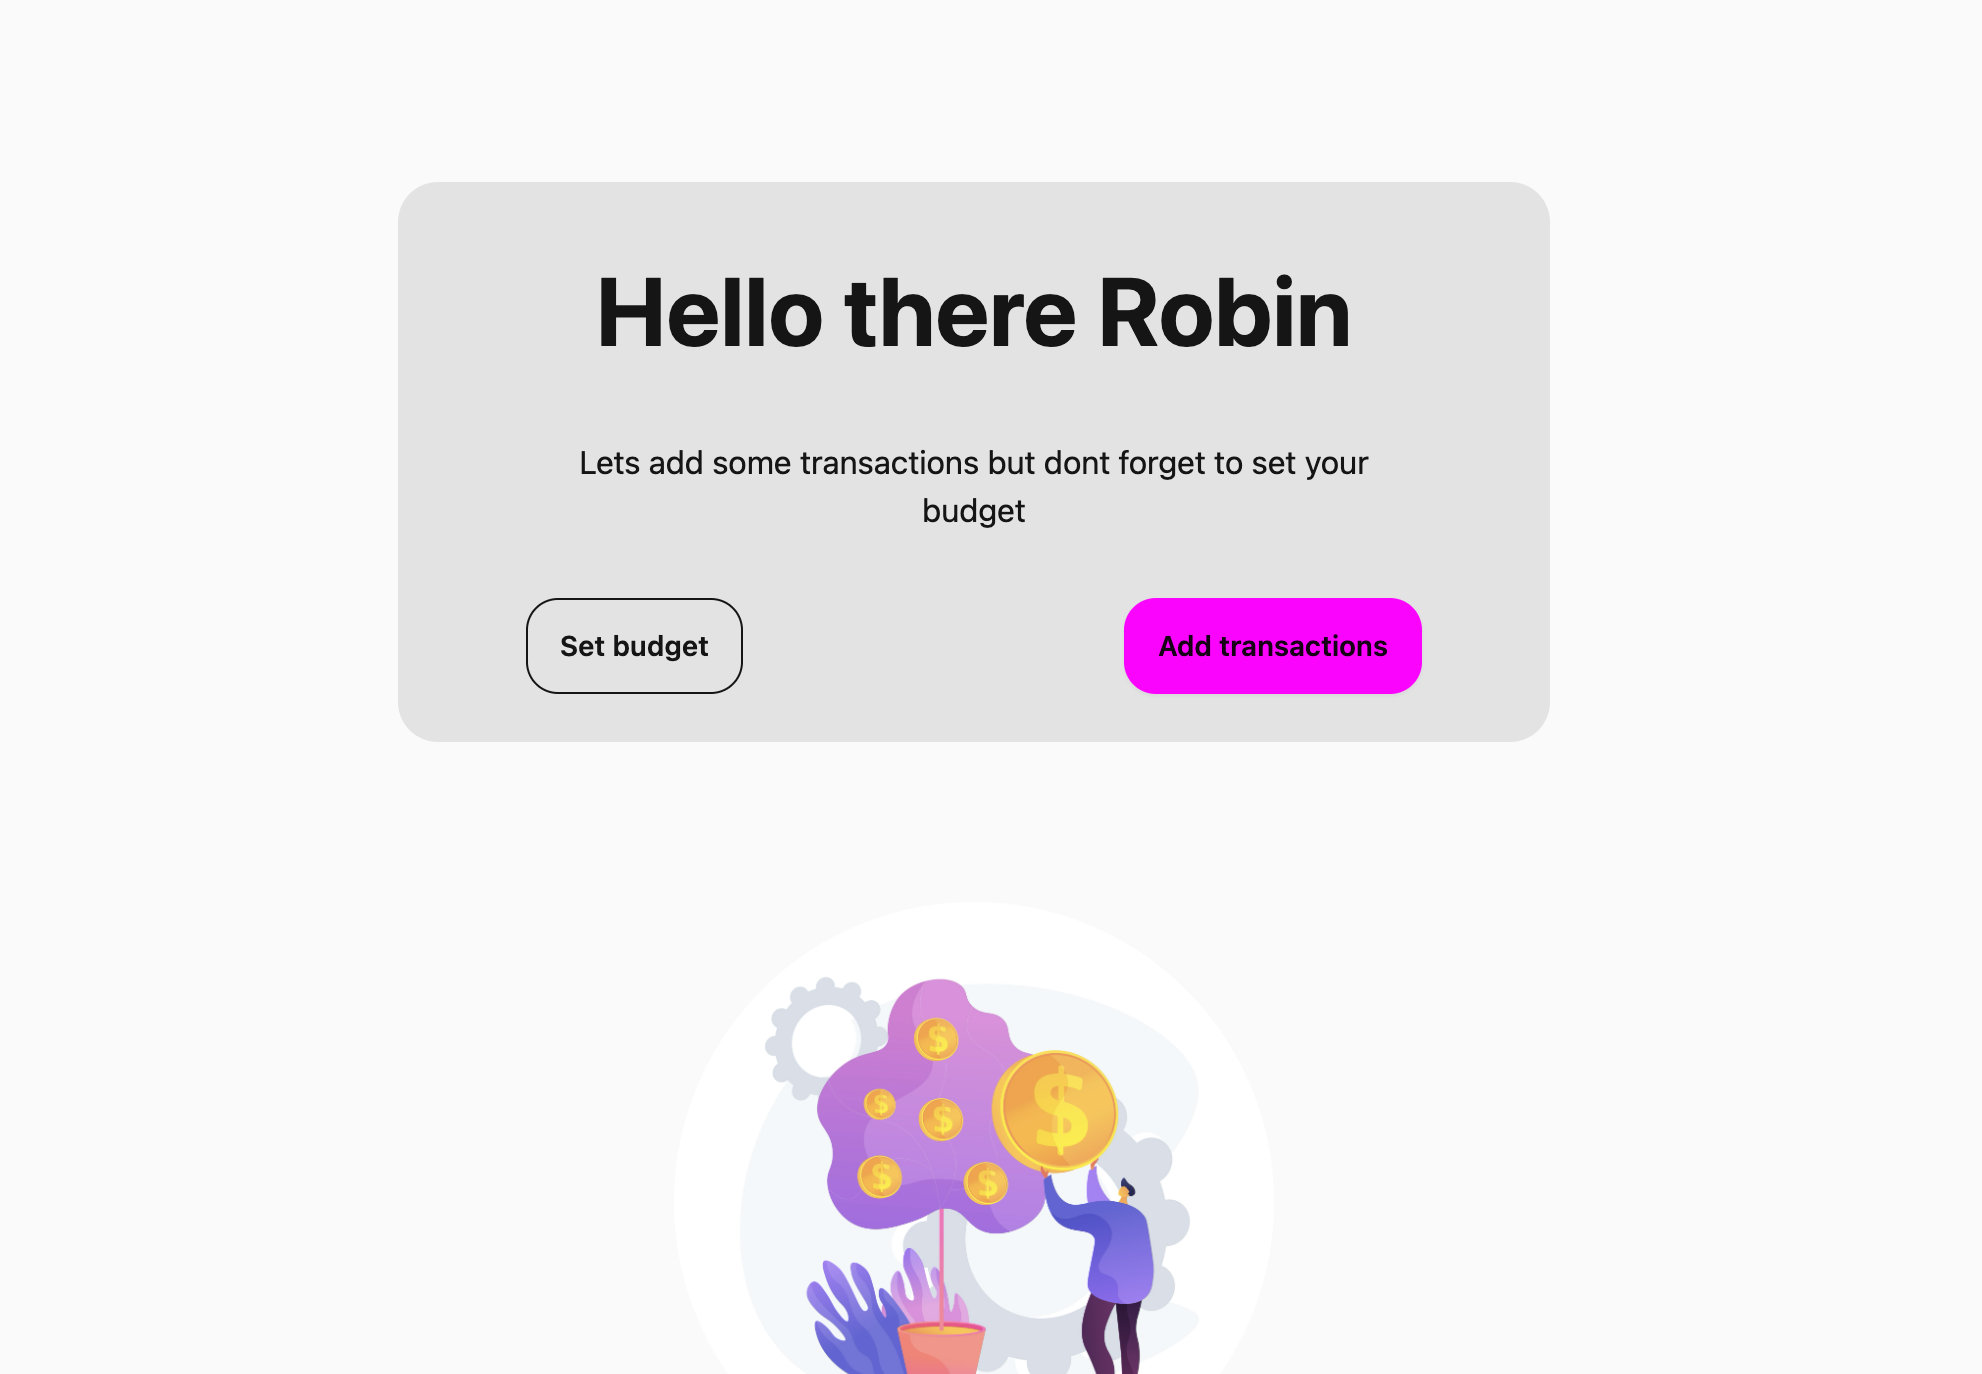 Hello there Robin
Lets add some transactions but dont forget to set your
budget
Set budget
Add transactions
$
$
$
$
$
$